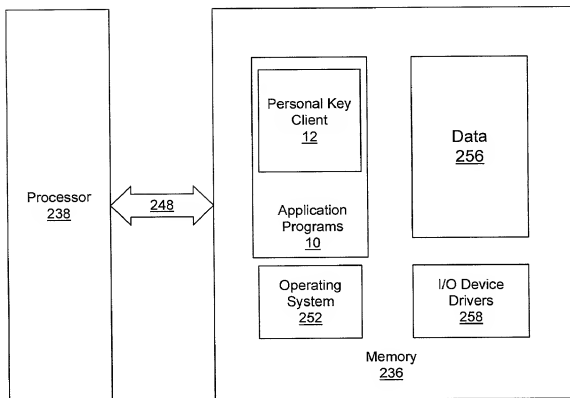 Processor
238
248
Personal Key
Client
12
Application
Programs
10
Data
256
Operating
System
252
I/O Device
Drivers
258
Memory
236